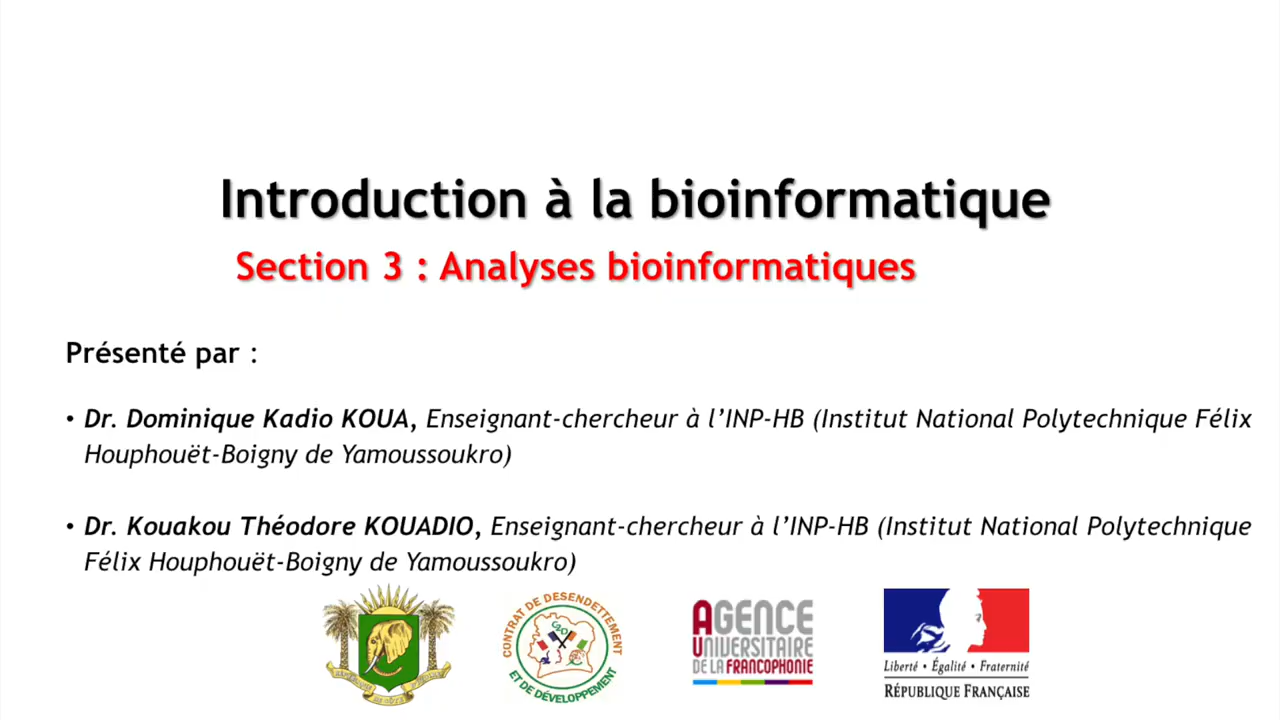 Introduction à la bioinformatique
Section 3 : Analyses bioinformatiques
Présenté par :
• Dr. Dominique Kadio KOUA, Enseignant-chercheur à l’INP-HB (Institut National Polytechnique Félix
Houphouët-Boigny de Yamoussoukro)
• Dr. Kouakou Théodore KOUADIO, Enseignant-chercheur à l’INP-HB (Institut National Polytechnique
Félix Houphouët-Boigny de Yamoussoukro)
CONTRAT DE DESENDETTEMENT
C2D
ET DE DÉVELOPPEMENT
AGENCE
UNIVERSITAIRE
DE LA FRANCOPHONIE
Liberté • Égalité • Fraternité
RÉPUBLIQUE FRANÇAISE